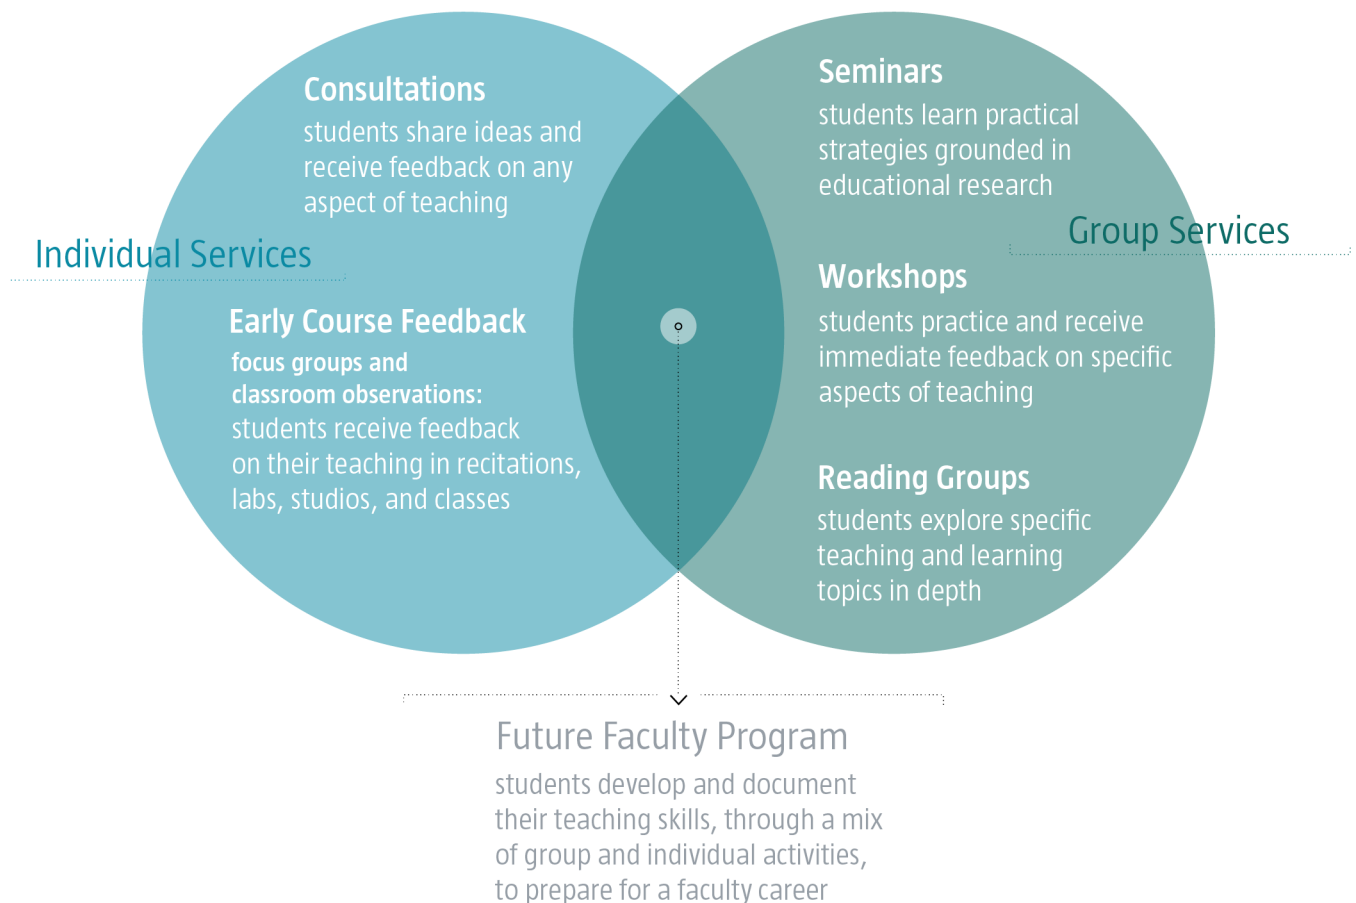 Individual Services
Consultations
students share ideas and
receive feedback on any
aspect of teaching
Early Course Feedback
focus groups and
classroom observations:
students receive feedback
on their teaching in recitations,
labs, studios, and classes
Group Services
Seminars
students learn practical
strategies grounded in
educational research
Workshops
students practice and receive
immediate feedback on specific
aspects of teaching
Reading Groups
students explore specific
teaching and learning
topics in depth
Future Faculty Program
students develop and document
their teaching skills, through a mix
of group and individual activities,
to prepare for a faculty career